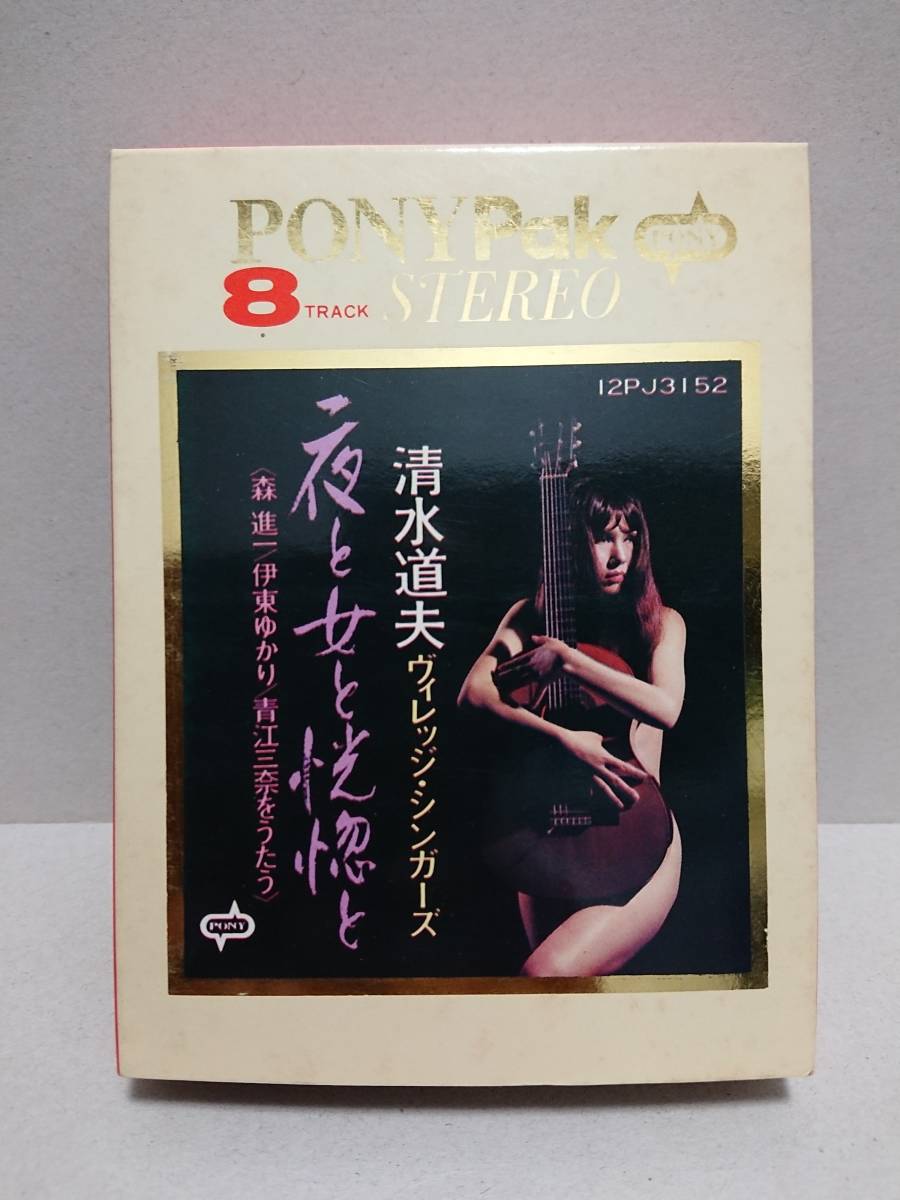 PONYPak PONY
8 TRACK STEREO
12PJ3152
清水道夫ヴィレッジ・シンガーズ
夜と女と恍惚と
〈森進一/伊東ゆかり/青江三奈をうたう〉
PONY